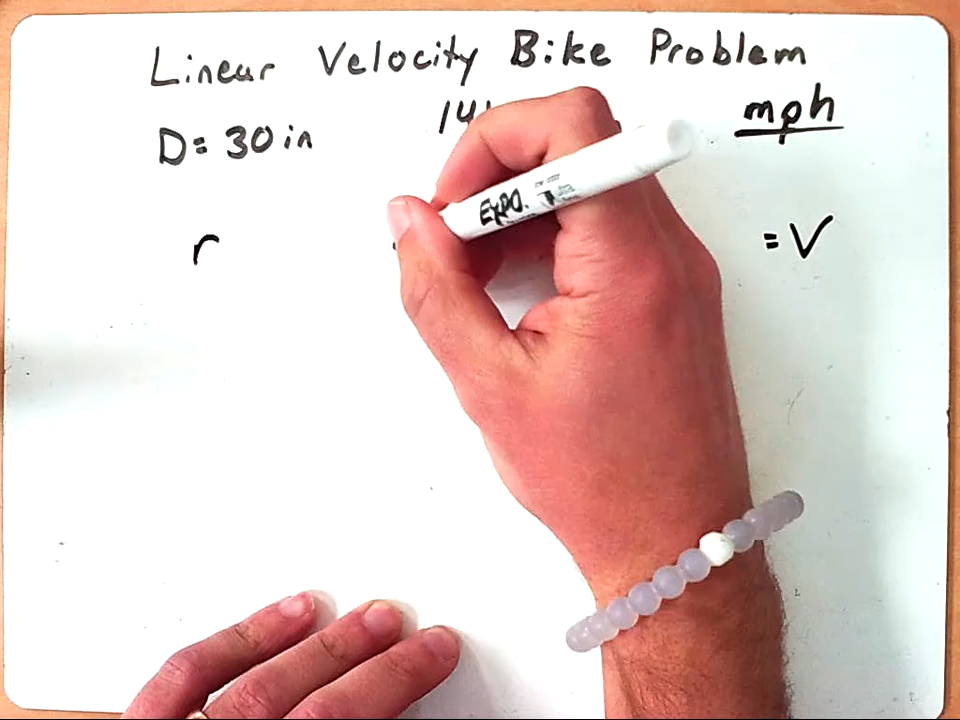 Linear Velocity Bike Problem
mph
D= 30 in
EXPO.
r
=V